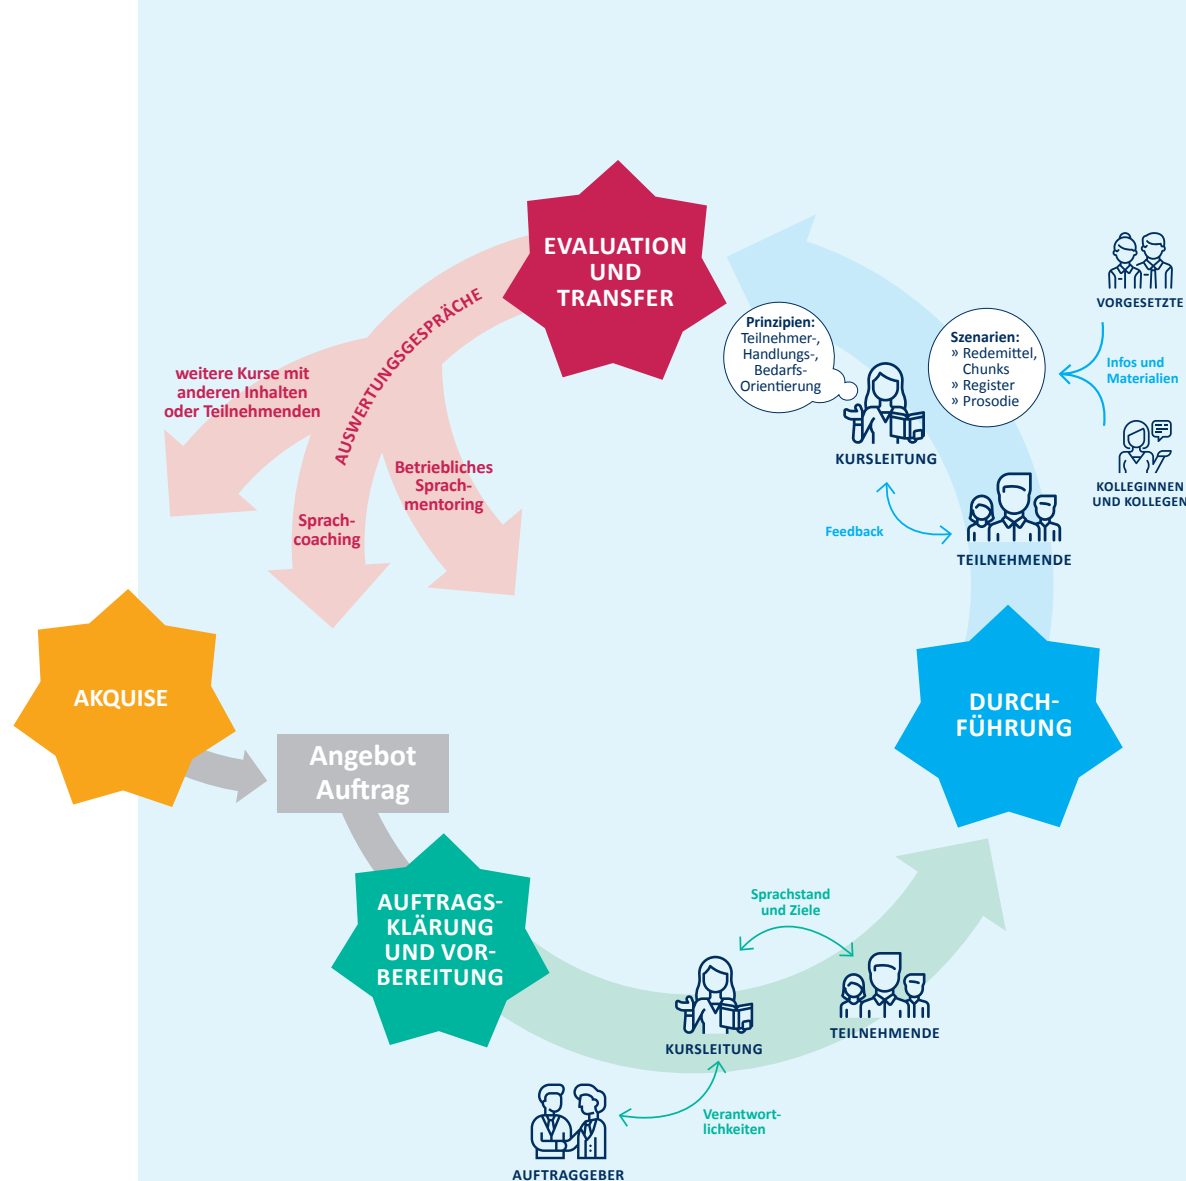 EVALUATION
UND
TRANSFER
AUSWERTUNGSGESPRÄCHE
weitere Kurse mit
anderen Inhalten
oder Teilnehmenden
Sprach-
coaching
Betriebliches
Sprach-
mentoring
Prinzipien:
Teilnehmer-,
Handlungs-,
Bedarfs-
Orientierung
KURSLEITUNG
Szenarien:
» Redemittel,
Chunks
» Register
» Prosodie
VORGESETZTE
Infos und
Materialien
KOLLEGINNEN
UND KOLLEGEN
Feedback
TEILNEHMENDE
AKQUISE
Angebot
Auftrag
DURCH-
FÜHRUNG
AUFTRAGS-
KLÄRUNG
UND VOR-
BEREITUNG
Sprachstand
und Ziele
KURSLEITUNG
TEILNEHMENDE
Verantwort-
lichkeiten
AUFTRAGGEBER